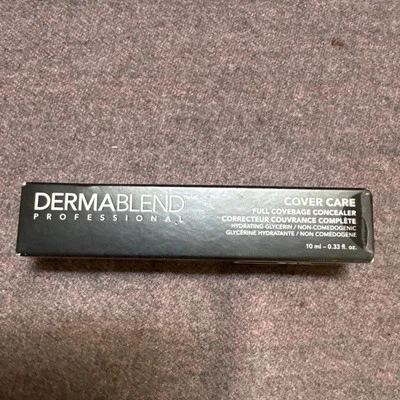 DERMABLEND
PROFESSIONAL
COVER CARE
FULL COVERAGE CONCEALER
CORRECTEUR COUVRANCE COMPLÈTE
HYDRATING GLYCERIN / NON-COMEDOGENIC
GLYCÉRINE HYDRATANTE / NON COMÉDOGÈNE
10 ml – 0.33 fl. oz.